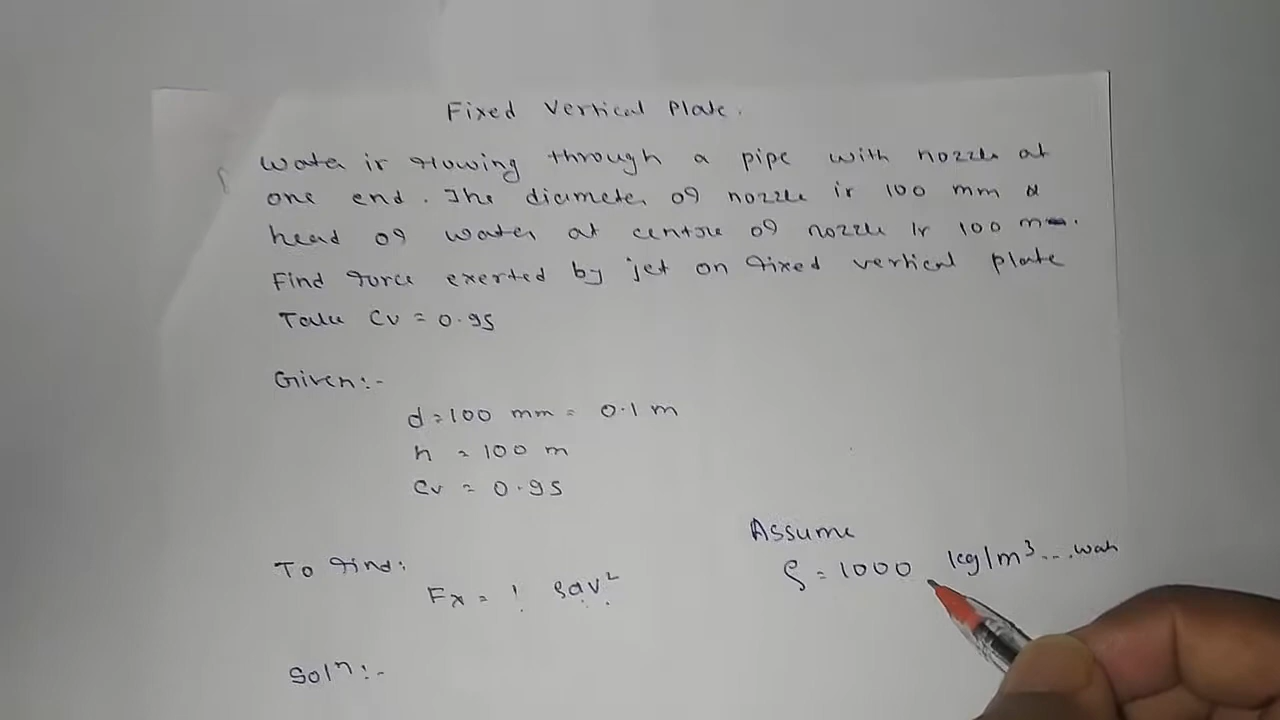 Fixed Vertical Plate.
Water is flowing through a pipe with nozzle at
one end. The diameter of nozzle is 100 mm &
head of water at centre of nozzle is 100 m.
Find force exerted by jet on fixed vertical plate
Take Cv = 0.95
Given:-
d = 100 mm = 0.1 m
h = 100 m
Cv = 0.95
Assume
ρ = 1000 kg/m³...
To find:
Fx = ! ρav²
Solⁿ:-